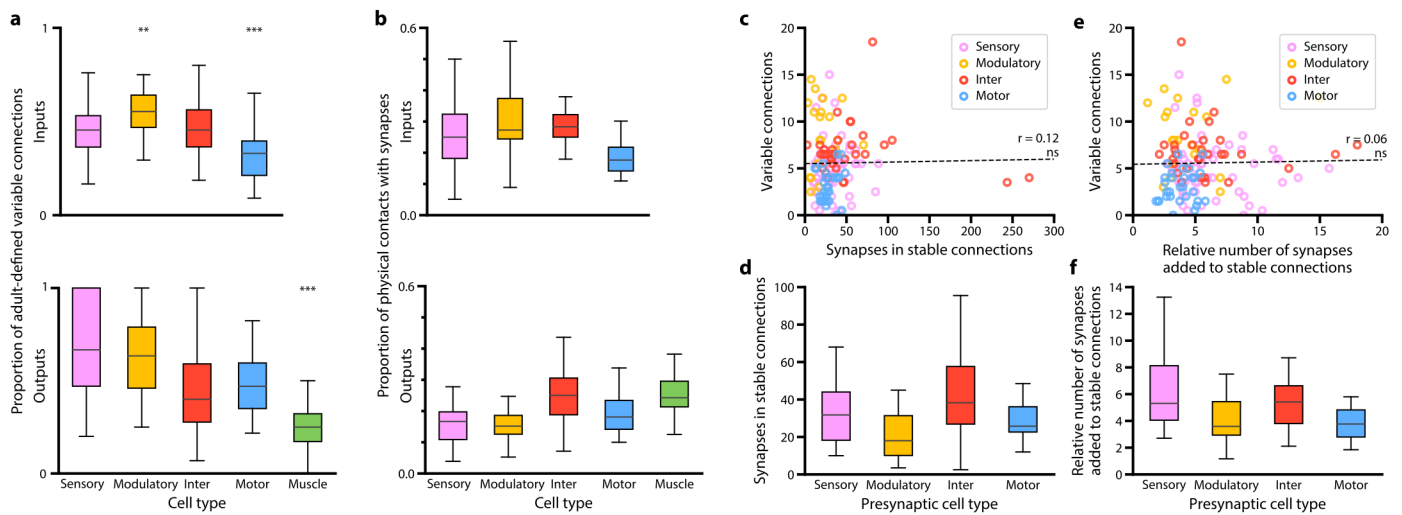 a
Proportion of adult-defined variable connections
Inputs
1
0
**
***
Outputs
1
0
***
Sensory
Modulatory
Inter
Motor
Muscle
Cell type
b
Proportion of physical contacts with synapses
Inputs
0.6
0.0
Outputs
0.6
0.0
Sensory
Modulatory
Inter
Motor
Muscle
Cell type
c
Variable connections
20
15
10
5
0
Sensory
Modulatory
Inter
Motor
r = 0.12
ns
0
50
100
150
200
250
300
Synapses in stable connections
e
Variable connections
20
15
10
5
0
Sensory
Modulatory
Inter
Motor
r = 0.06
ns
0
5
10
15
20
Relative number of synapses
added to stable connections
d
Synapses in stable connections
100
80
60
40
20
0
Sensory
Modulatory
Inter
Motor
Presynaptic cell type
f
Relative number of synapses
added to stable connections
14
12
10
8
6
4
2
0
Sensory
Modulatory
Inter
Motor
Presynaptic cell type